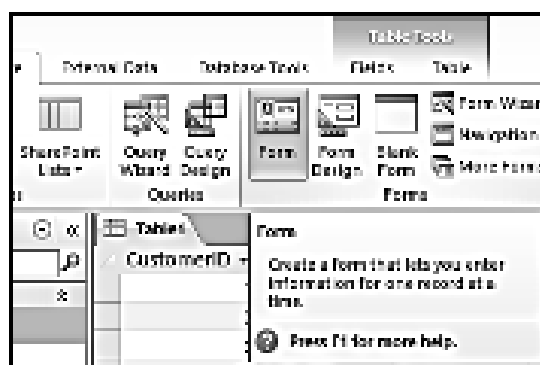 Table Tools
External Data Database Tools Fields Table
SharePoint Lists
Query Wizard
Query Design
Form
Form Design
Blank Form
Form Wizar
Navigation
More Form
Queries
Forms
Tables
CustomerID
Form
Create a form that lets you enter
information for one record at a
time.
Press F1 for more help.